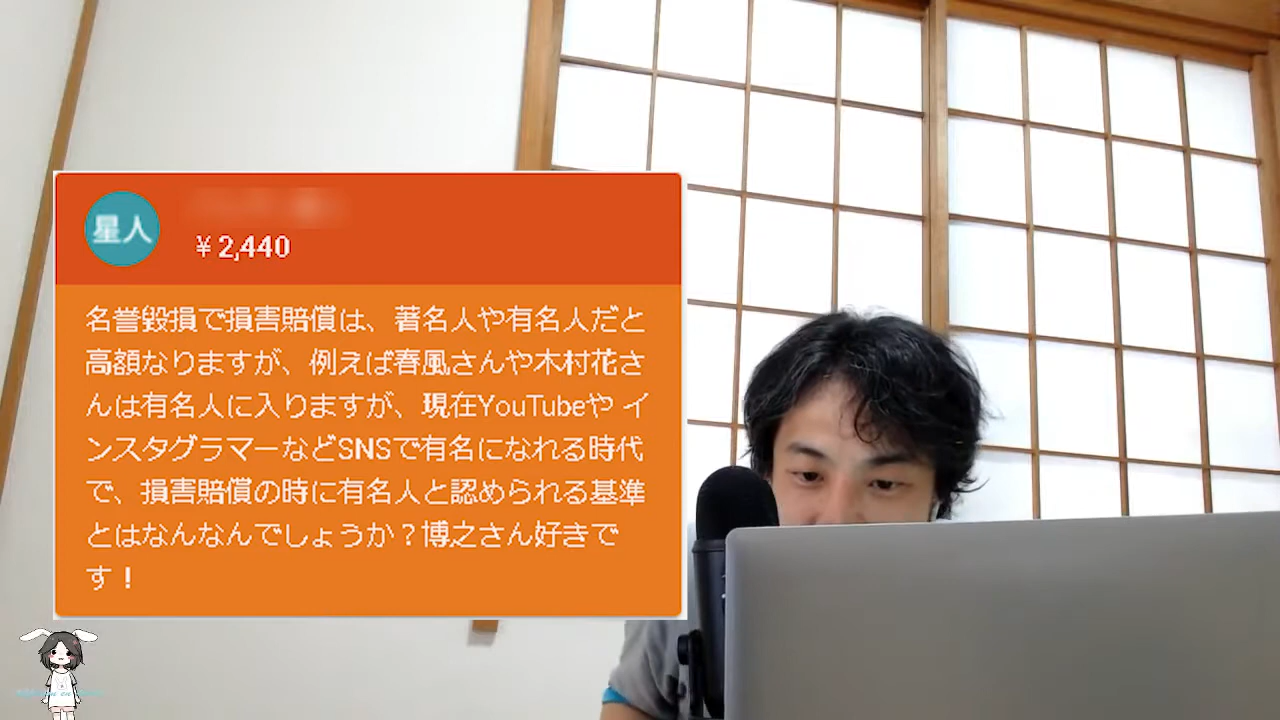 星人
￥2,440
名誉毀損で損害賠償は、著名人や有名人だと
高額なりますが、例えば春風さんや木村花さ
んは有名人に入りますが、現在YouTubeや イ
ンスタグラマーなどSNSで有名になれる時代
で、損害賠償の時に有名人と認められる基準
とはなんなんでしょうか？博之さん好きで
す！